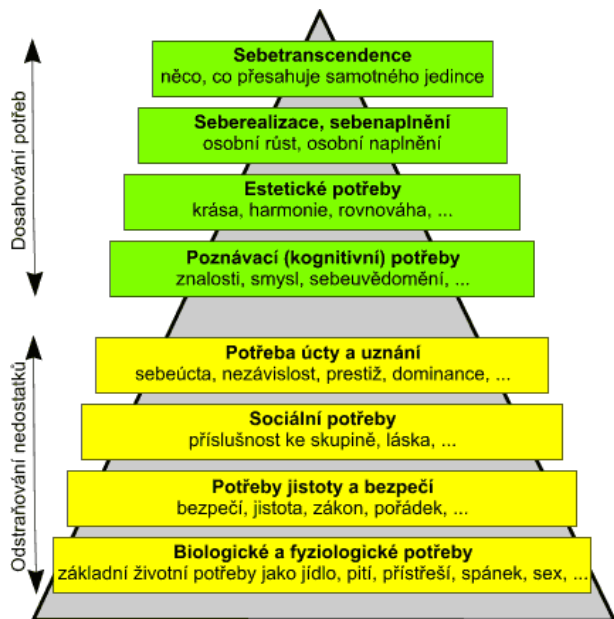 Dosahování potřeb
Sebetranscendence
něco, co přesahuje samotného jedince
Seberealizace, sebenaplnění
osobní růst, osobní naplnění
Estetické potřeby
krása, harmonie, rovnováha, ...
Poznávací (kognitivní) potřeby
znalosti, smysl, sebeuvědomění, ...
Odstraňování nedostatků
Potřeba úcty a uznání
sebeúcta, nezávislost, prestiž, dominance, ...
Sociální potřeby
příslušnost ke skupině, láska, ...
Potřeby jistoty a bezpečí
bezpečí, jistota, zákon, pořádek, ...
Biologické a fyziologické potřeby
základní životní potřeby jako jídlo, pití, přístřeší, spánek, sex, ...